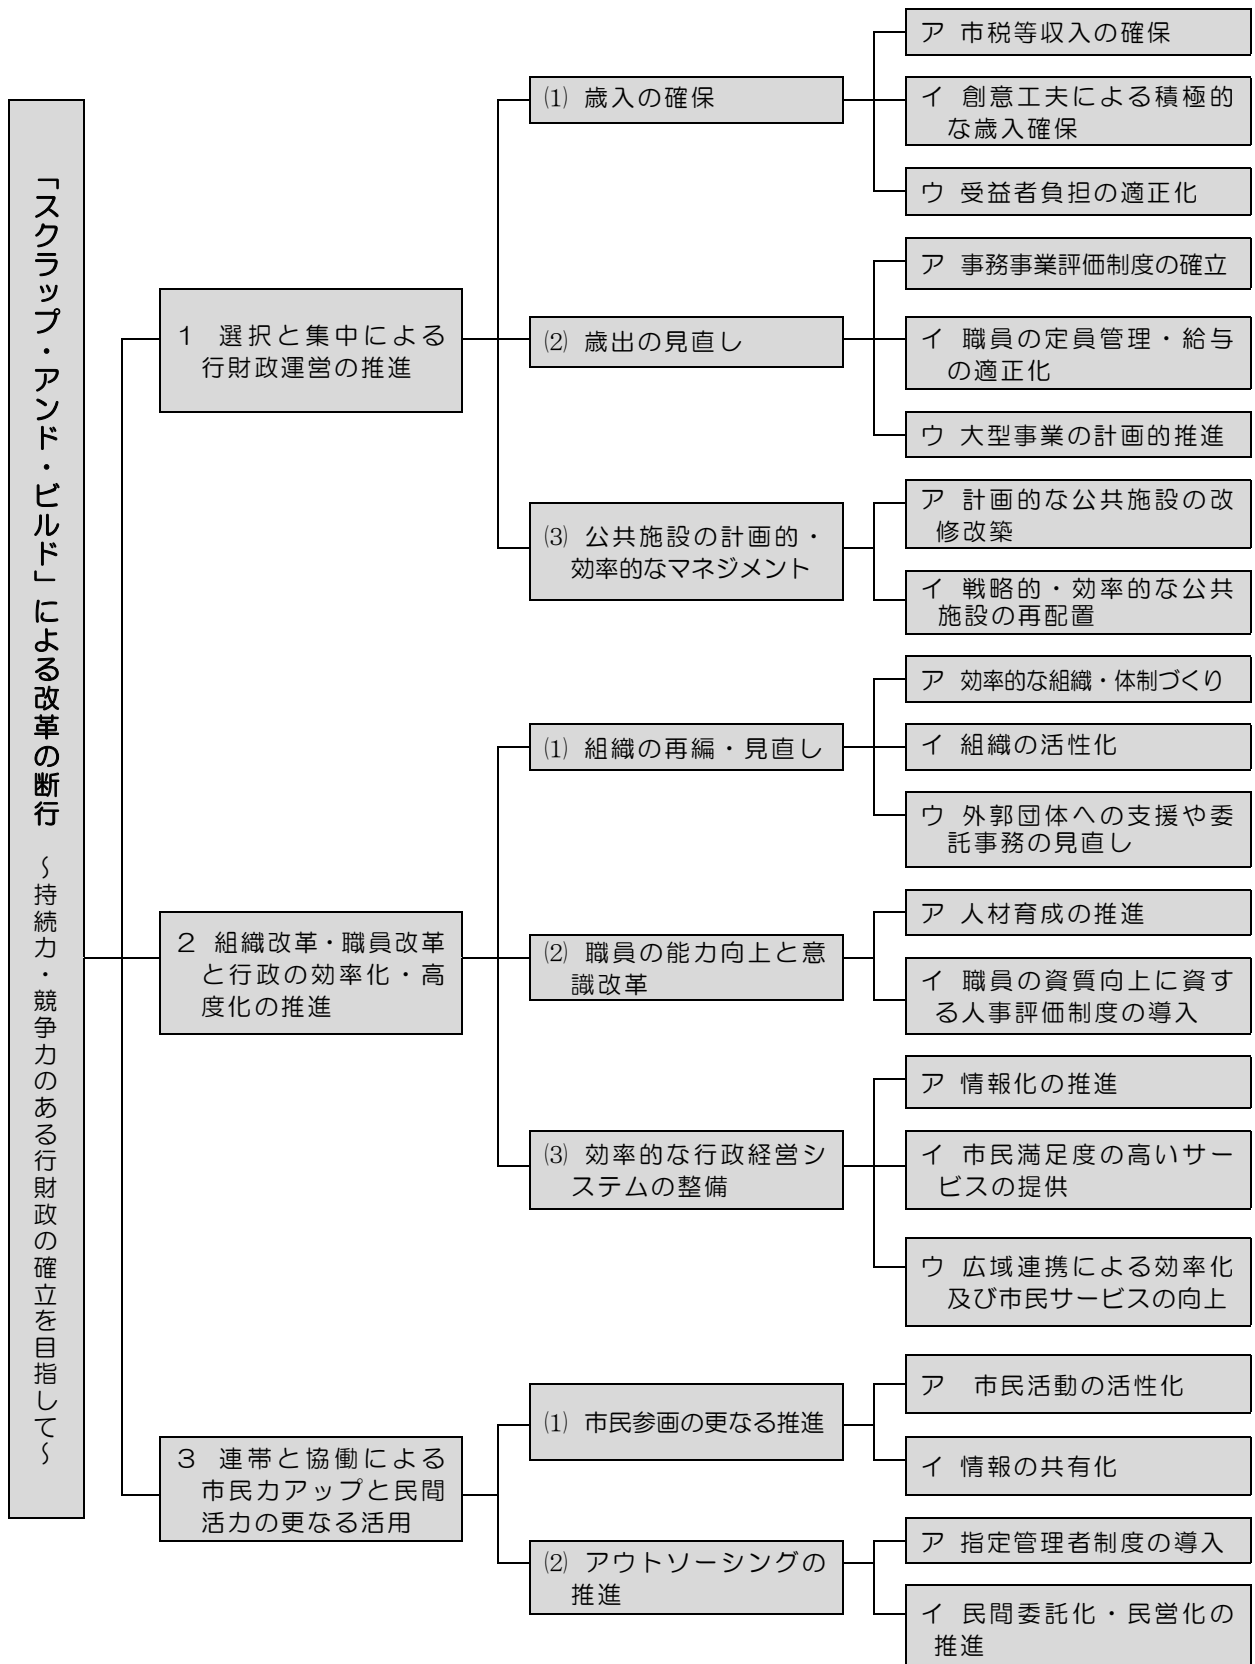 「スクラップ・アンド・ビルド」による改革の断行 ～持続力・競争力のある行財政の確立を目指して～
1 選択と集中による
行財政運営の推進
⑴ 歳入の確保
ア 市税等収入の確保
イ 創意工夫による積極的
な歳入確保
ウ 受益者負担の適正化
⑵ 歳出の見直し
ア 事務事業評価制度の確立
イ 職員の定員管理・給与
の適正化
ウ 大型事業の計画的推進
⑶ 公共施設の計画的・
効率的なマネジメント
ア 計画的な公共施設の改
修改築
イ 戦略的・効率的な公共
施設の再配置
2 組織改革・職員改革
と行政の効率化・高
度化の推進
⑴ 組織の再編・見直し
ア 効率的な組織・体制づくり
イ 組織の活性化
ウ 外郭団体への支援や委
託事務の見直し
⑵ 職員の能力向上と意
識改革
ア 人材育成の推進
イ 職員の資質向上に資す
る人事評価制度の導入
⑶ 効率的な行政経営シ
ステムの整備
ア 情報化の推進
イ 市民満足度の高いサー
ビスの提供
ウ 広域連携による効率化
及び市民サービスの向上
3 連帯と協働による
市民力アップと民間
活力の更なる活用
⑴ 市民参画の更なる推進
ア 市民活動の活性化
イ 情報の共有化
⑵ アウトソーシングの
推進
ア 指定管理者制度の導入
イ 民間委託化・民営化の
推進